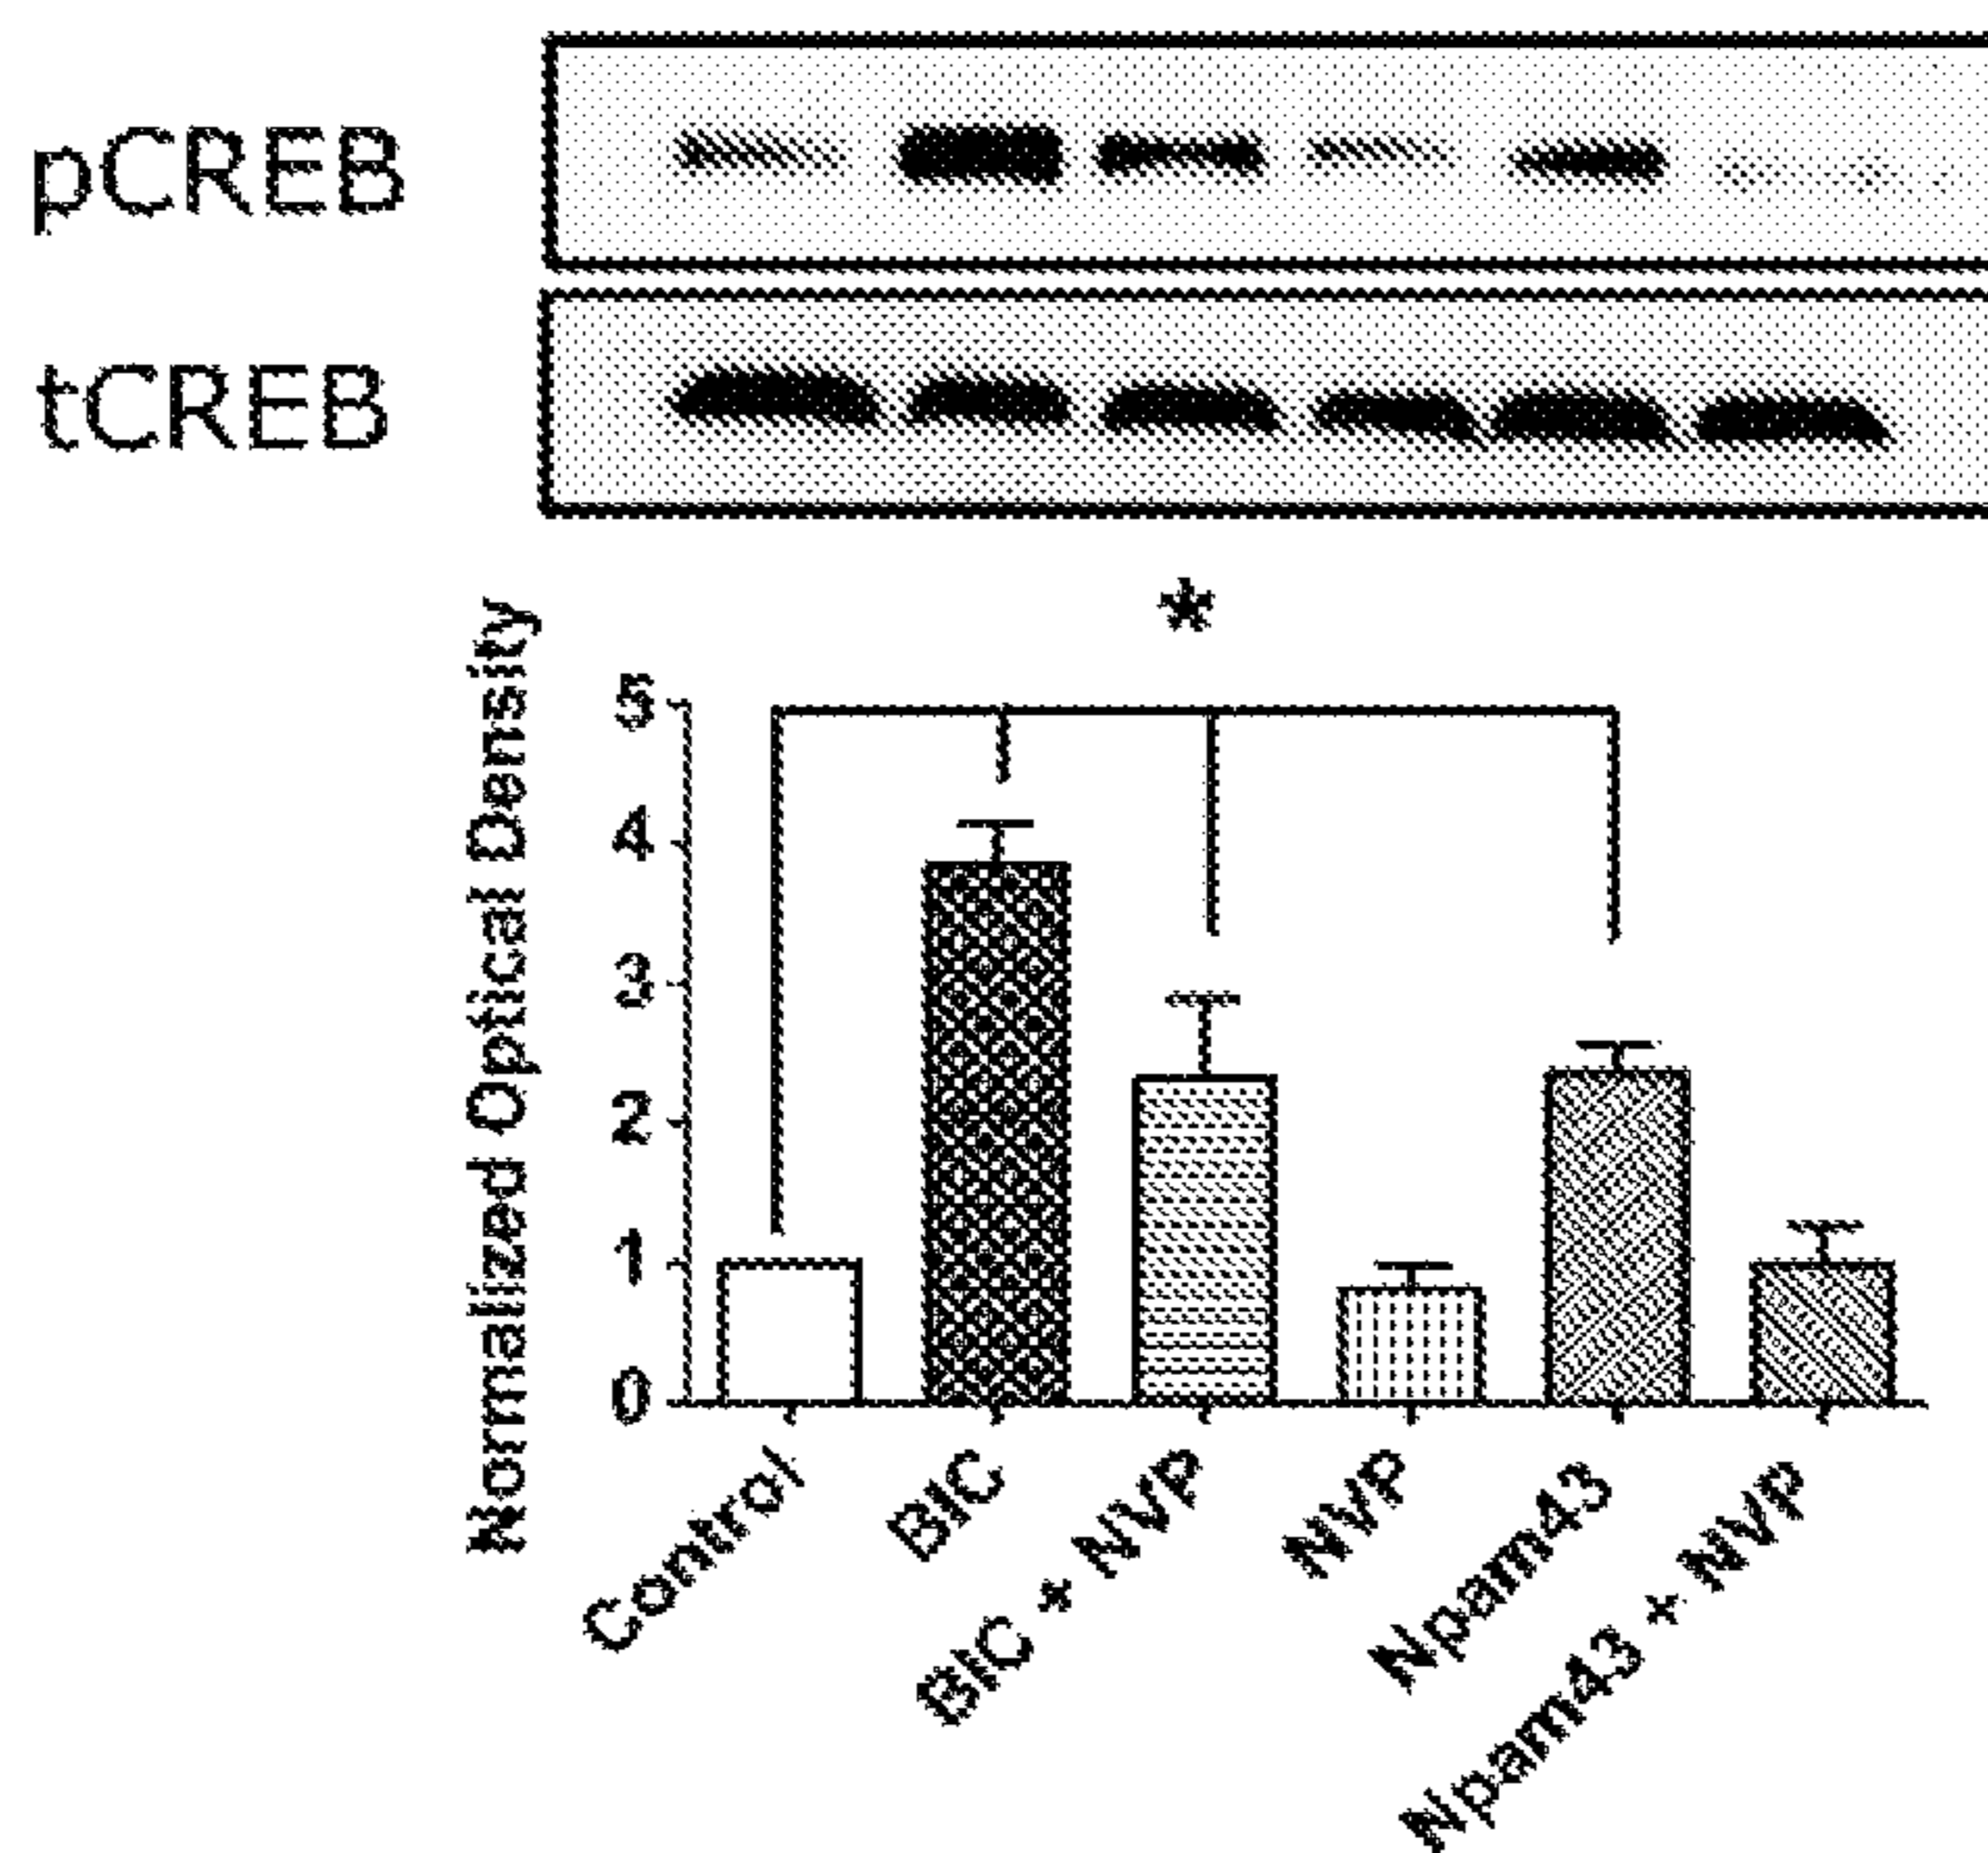 pCREB
tCREB
*
Normalized Optical Density
5
4
3
2
1
0
Control
BIC
BIC + NVP
NVP
Npam43
Npam43 + NVP